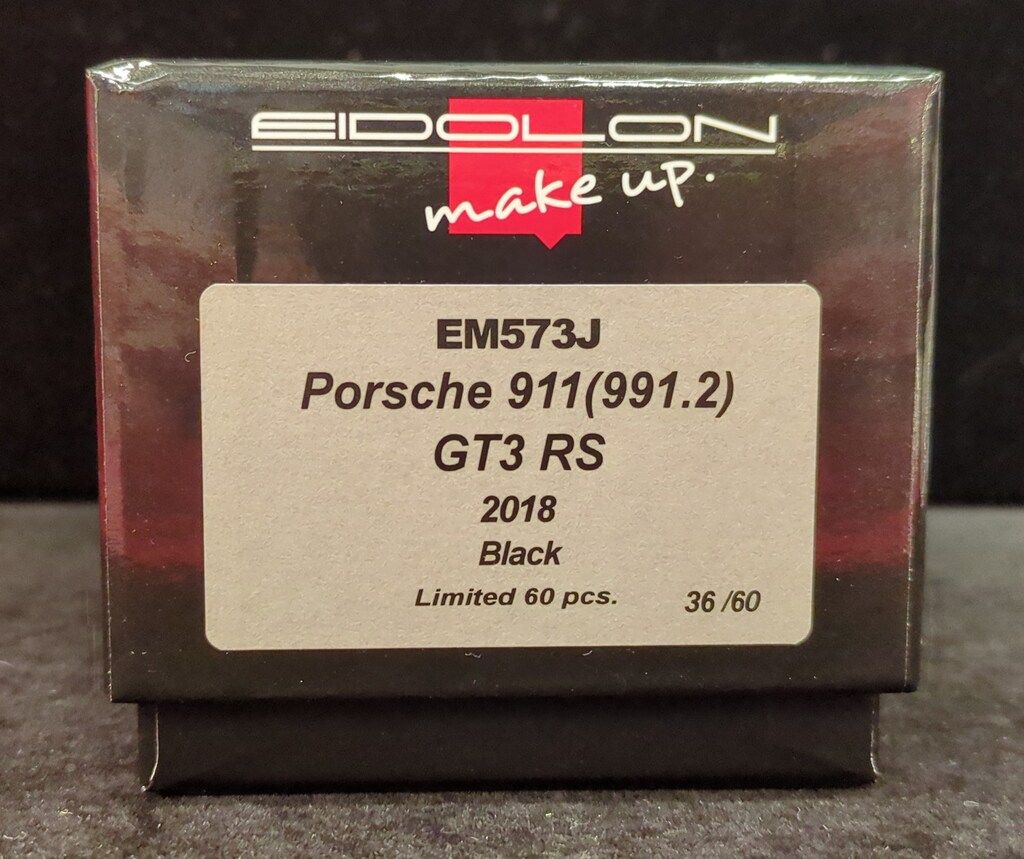 EIDOLON
make up.
EM573J
Porsche 911(991.2)
GT3 RS
2018
Black
Limited 60 pcs. 36 /60